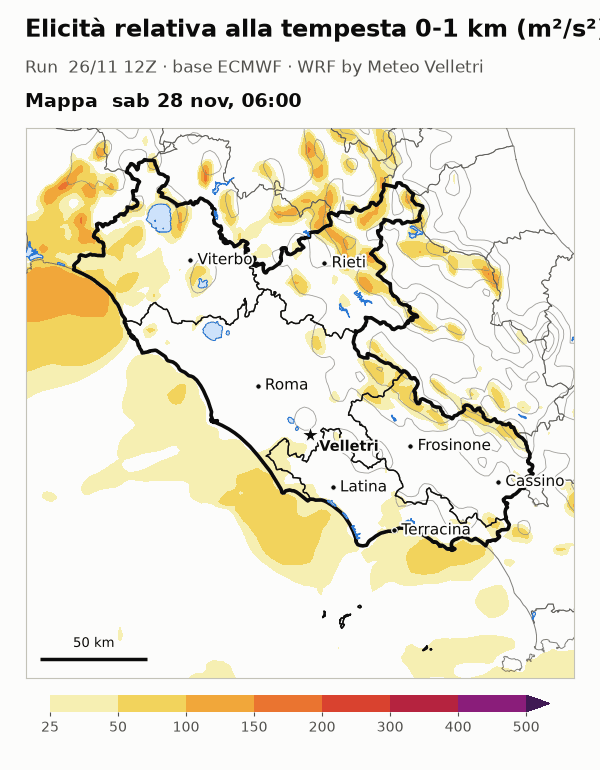 Elicità relativa alla tempesta 0-1 km (m²/s²)
Run  26/11 12Z · base ECMWF · WRF by Meteo Velletri
Mappa  sab 28 nov, 06:00
Viterbo
Rieti
Roma
Velletri
Frosinone
Cassino
Latina
Terracina
50 km
25 50 100 150 200 300 400 500